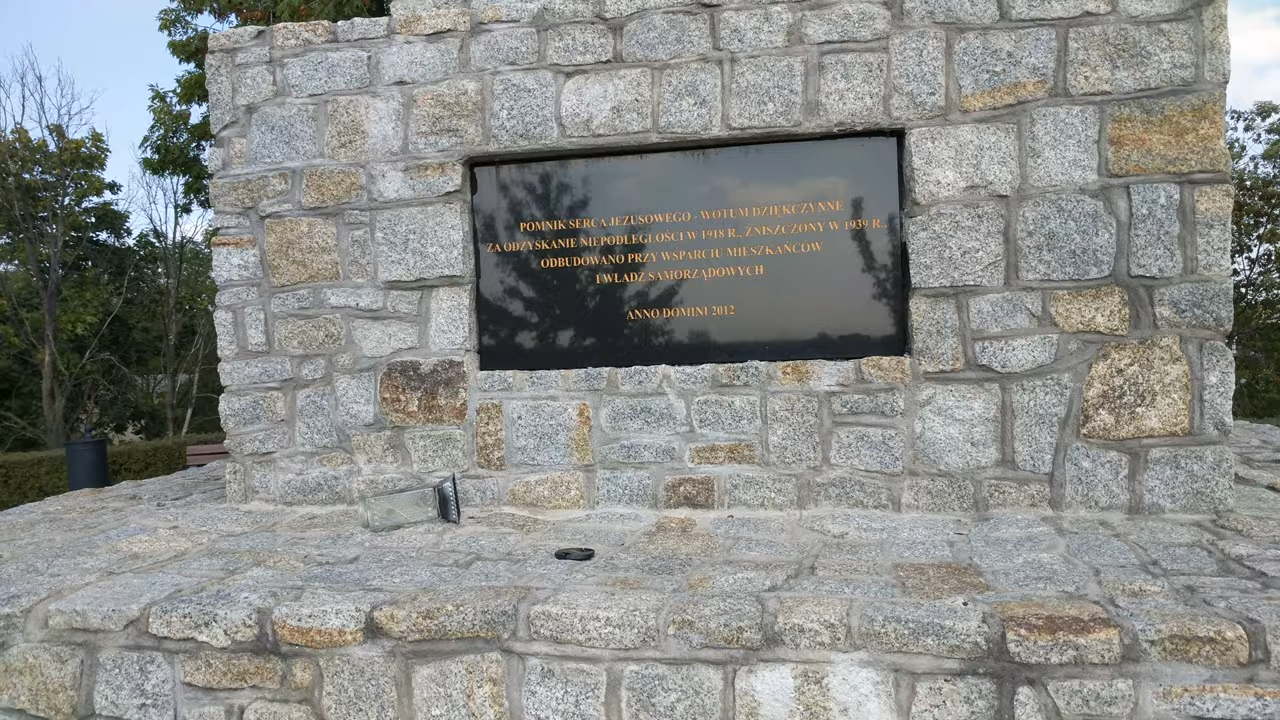 POMNIK SERCA JEZUSOWEGO - WOTUM DZIĘKCZYNNE
ZA ODZYSKANIE NIEPODLEGŁOŚCI W 1918 R., ZNISZCZONY W 1939 R.,
ODBUDOWANO PRZY WSPARCIU MIESZKAŃCÓW
I WŁADZ SAMORZĄDOWYCH
ANNO DOMINI 2012